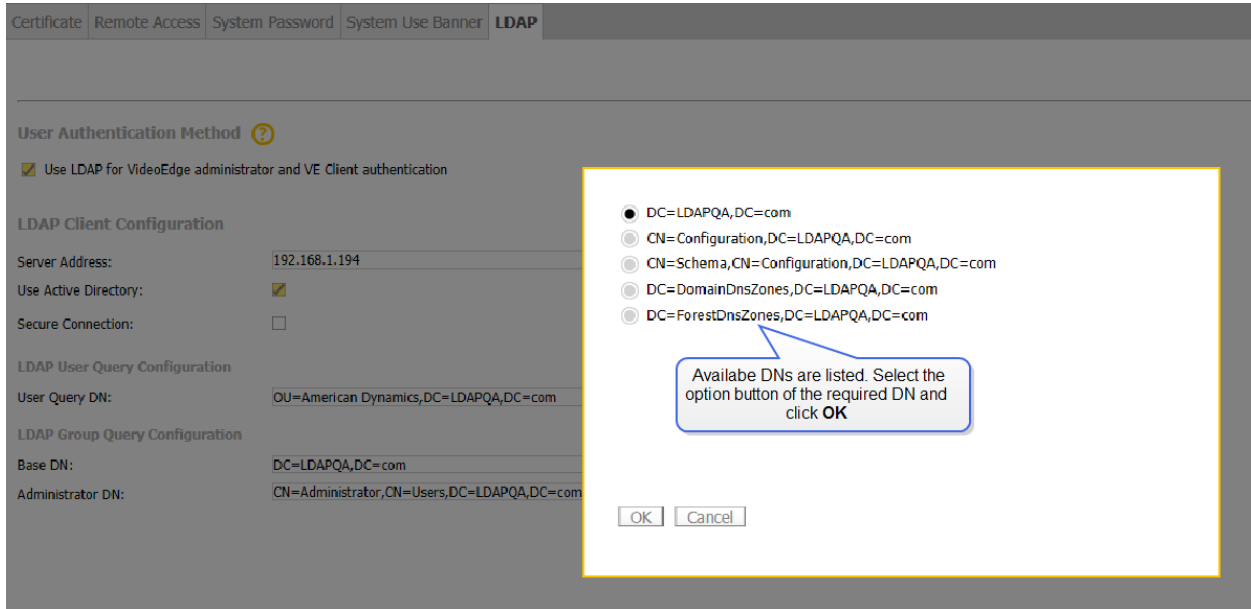 Certificate Remote Access System Password System Use Banner LDAP
User Authentication Method ?
Use LDAP for VideoEdge administrator and VE Client authentication
LDAP Client Configuration
Server Address: 192.168.1.194
Use Active Directory:
Secure Connection:
LDAP User Query Configuration
User Query DN: OU=American Dynamics,DC=LDAPQA,DC=com
LDAP Group Query Configuration
Base DN: DC=LDAPQA,DC=com
Administrator DN: CN=Administrator,CN=Users,DC=LDAPQA,DC=com
DC=LDAPQA,DC=com
CN=Configuration,DC=LDAPQA,DC=com
CN=Schema,CN=Configuration,DC=LDAPQA,DC=com
DC=DomainDnsZones,DC=LDAPQA,DC=com
DC=ForestDnsZones,DC=LDAPQA,DC=com
Availabe DNs are listed. Select the
option button of the required DN and
click OK
OK Cancel